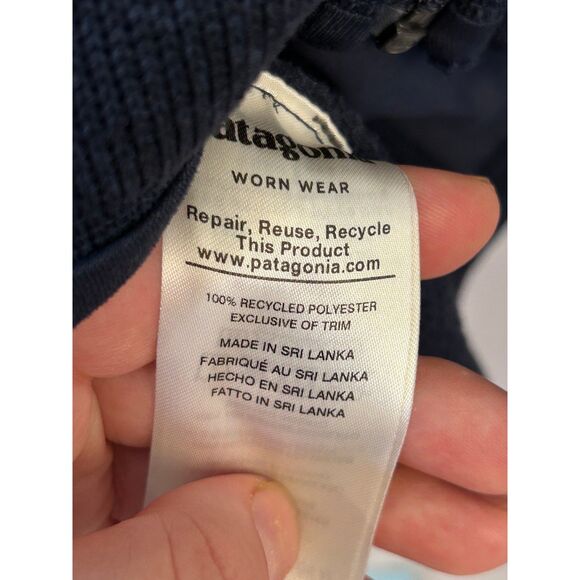 patagonia
WORN WEAR
Repair, Reuse, Recycle
This Product
www.patagonia.com
100% RECYCLED POLYESTER
EXCLUSIVE OF TRIM
MADE IN SRI LANKA
FABRIQUÉ AU SRI LANKA
HECHO EN SRI LANKA
FATTO IN SRI LANKA